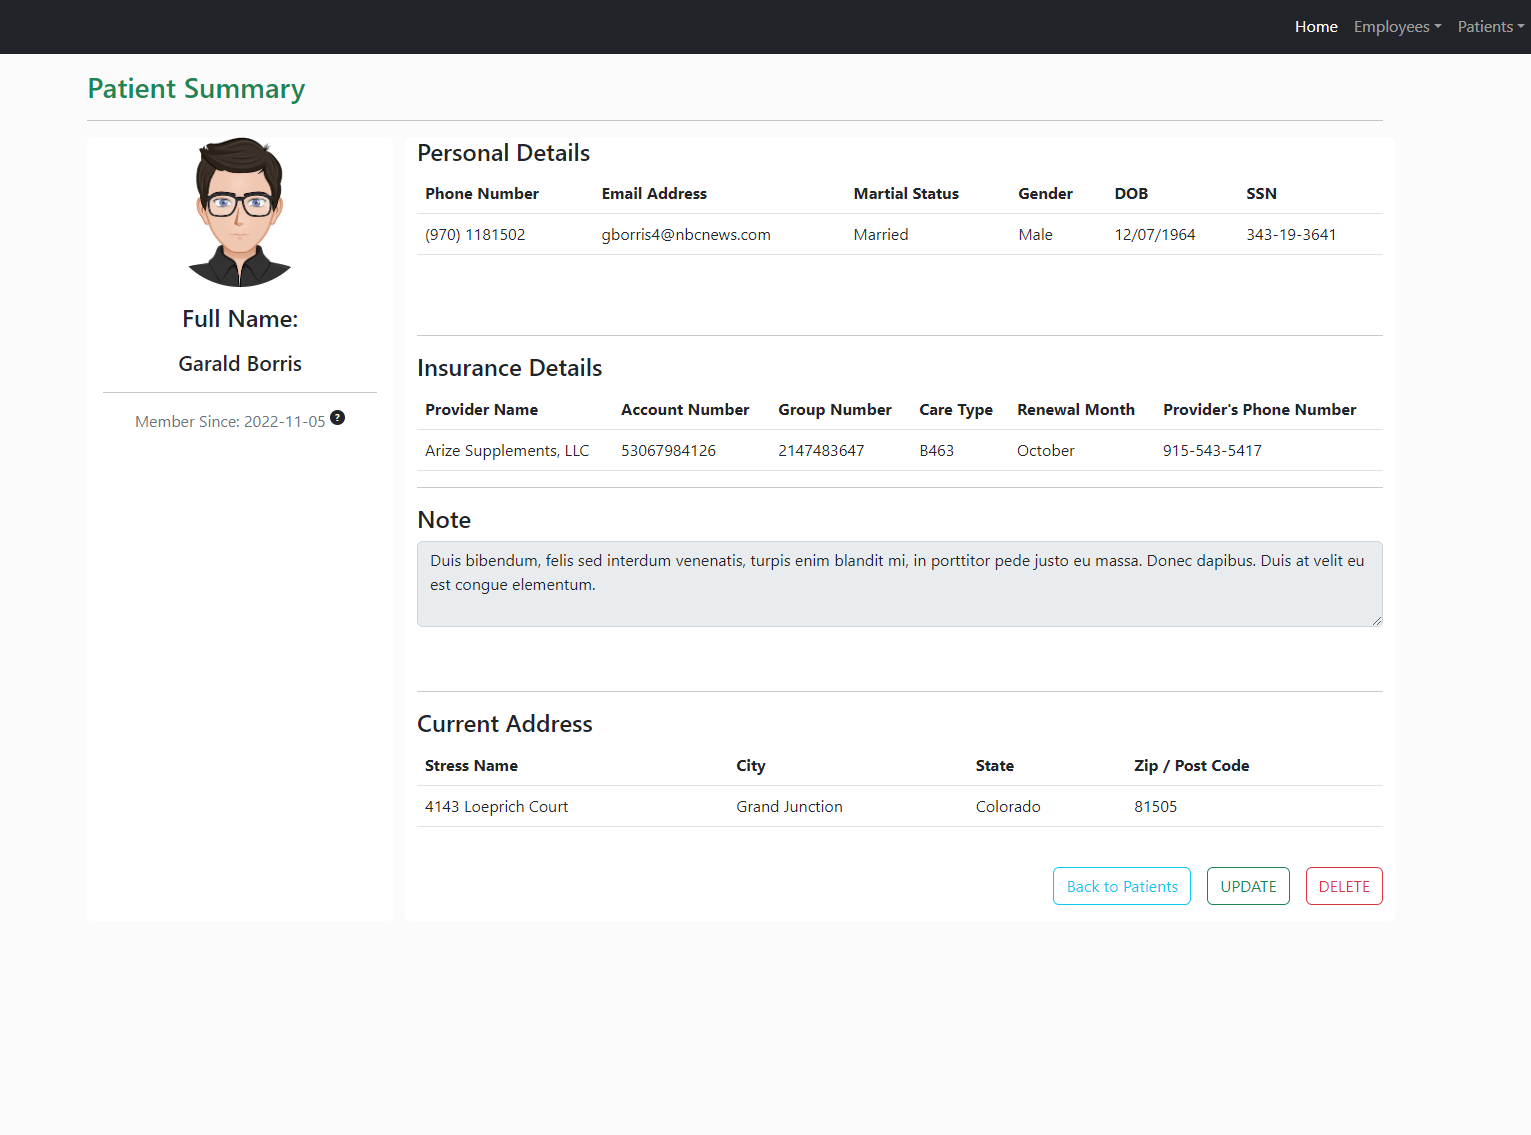 Home Employees Patients
Patient Summary
Full Name:
Garald Borris
Member Since: 2022-11-05 ?
Personal Details
Phone Number Email Address Martial Status Gender DOB SSN
(970) 1181502 gborris4@nbcnews.com Married Male 12/07/1964 343-19-3641
Insurance Details
Provider Name Account Number Group Number Care Type Renewal Month Provider's Phone Number
Arize Supplements, LLC 53067984126 2147483647 B463 October 915-543-5417
Note
Duis bibendum, felis sed interdum venenatis, turpis enim blandit mi, in porttitor pede justo eu massa. Donec dapibus. Duis at velit eu
est congue elementum.
Current Address
Stress Name City State Zip / Post Code
4143 Loeprich Court Grand Junction Colorado 81505
Back to Patients UPDATE DELETE